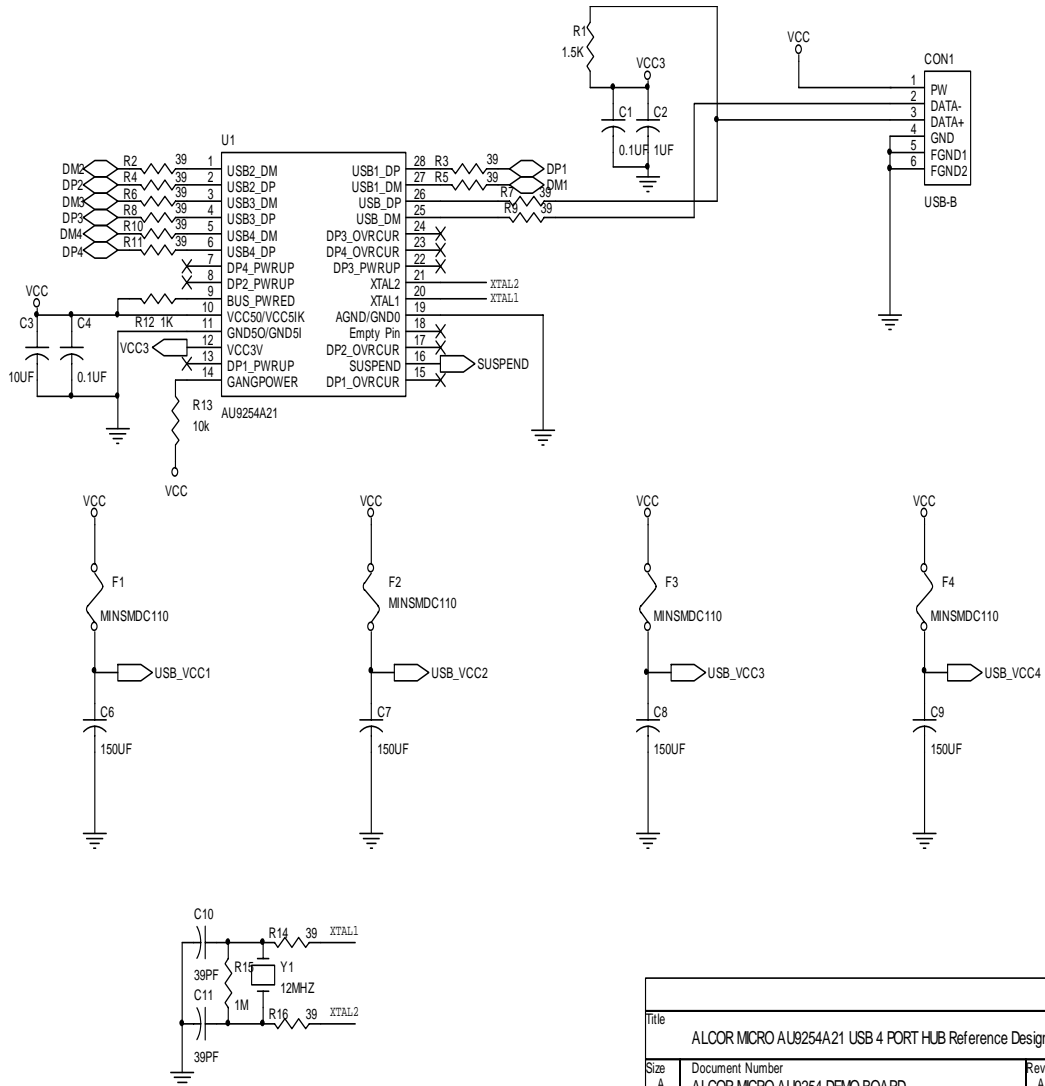 R1
1.5K
VCC3
C1 C2
0.1UF 1UF
VCC
CON1
1 PW
2 DATA-
3 DATA+
4 GND
5 FGND1
6 FGND2
USB-B
U1
DM2 R2 39 1 USB2_DM
DP2 R4 39 2 USB2_DP
DM3 R6 39 3 USB3_DM
DP3 R8 39 4 USB3_DP
DM4 R10 39 5 USB4_DM
DP4 R11 39 6 USB4_DP
7 DP4_PWRUP
8 DP2_PWRUP
9 BUS_PWRED
10 VCC50/VCC5IK
11 GND5O/GND5I
12 VCC3V
13 DP1_PWRUP
14 GANGPOWER
USB1_DP 28 R3 39 DP1
USB1_DM 27 R5 39 DM1
USB_DP 26 R7 39
USB_DM 25 R9 39
DP3_OVRCUR 24
DP4_OVRCUR 23
DP3_PWRUP 22
XTAL2 21 XTAL2
XTAL1 20 XTAL1
AGND/GND0 19
Empty Pin 18
DP2_OVRCUR 17
SUSPEND 16 SUSPEND
DP1_OVRCUR 15
AU9254A21
VCC
C3 C4
10UF 0.1UF
R12 1K
VCC3
R13
10k
VCC
VCC
F1
MINSMDC110
USB_VCC1
C6
150UF
VCC
F2
MINSMDC110
USB_VCC2
C7
150UF
VCC
F3
MINSMDC110
USB_VCC3
C8
150UF
VCC
F4
MINSMDC110
USB_VCC4
C9
150UF
C10
39PF
R14 39 XTAL1
R15
1M
Y1
12MHZ
C11
39PF
R16 39 XTAL2
Title
ALCOR MICRO AU9254A21 USB 4 PORT HUB Reference Design
Size Document Number Rev
A ALCOR MICRO AU9254 DEMO BOARD A